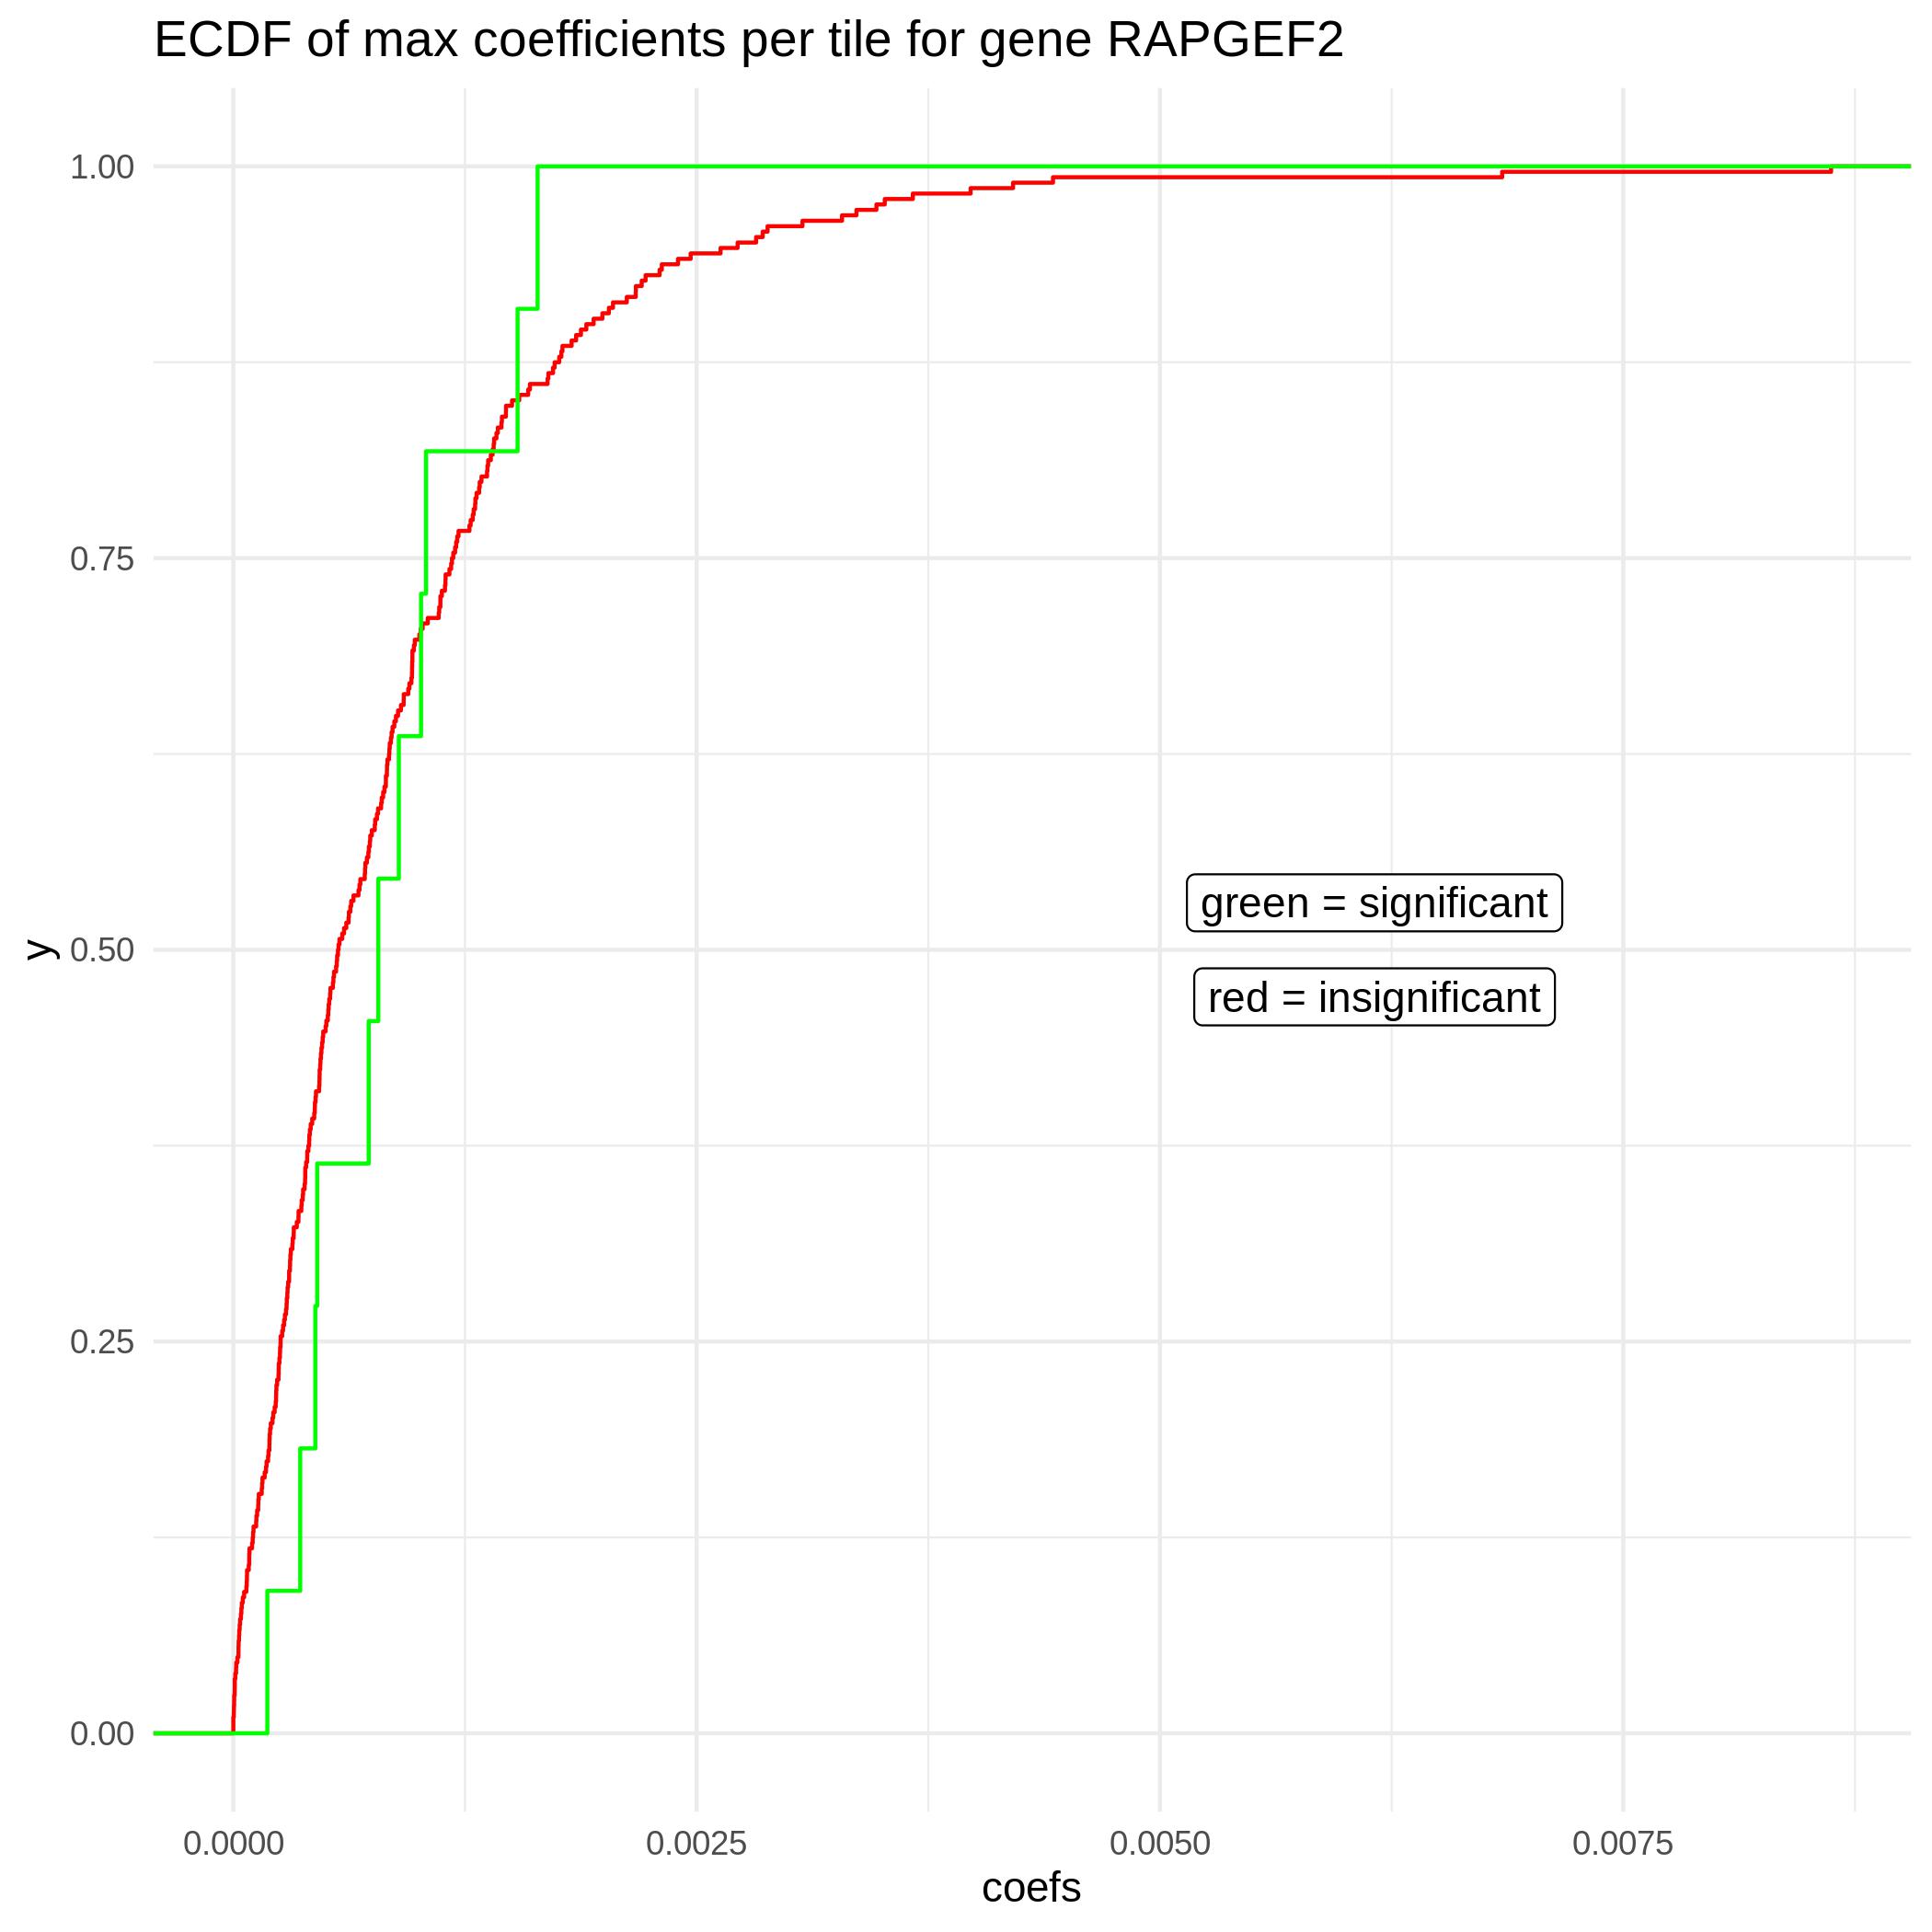 ECDF of max coefficients per tile for gene RAPGEF2
1.00
0.75
0.50
0.25
0.00
y
green = significant
red = insignificant
0.0000 0.0025 0.0050 0.0075
coefs